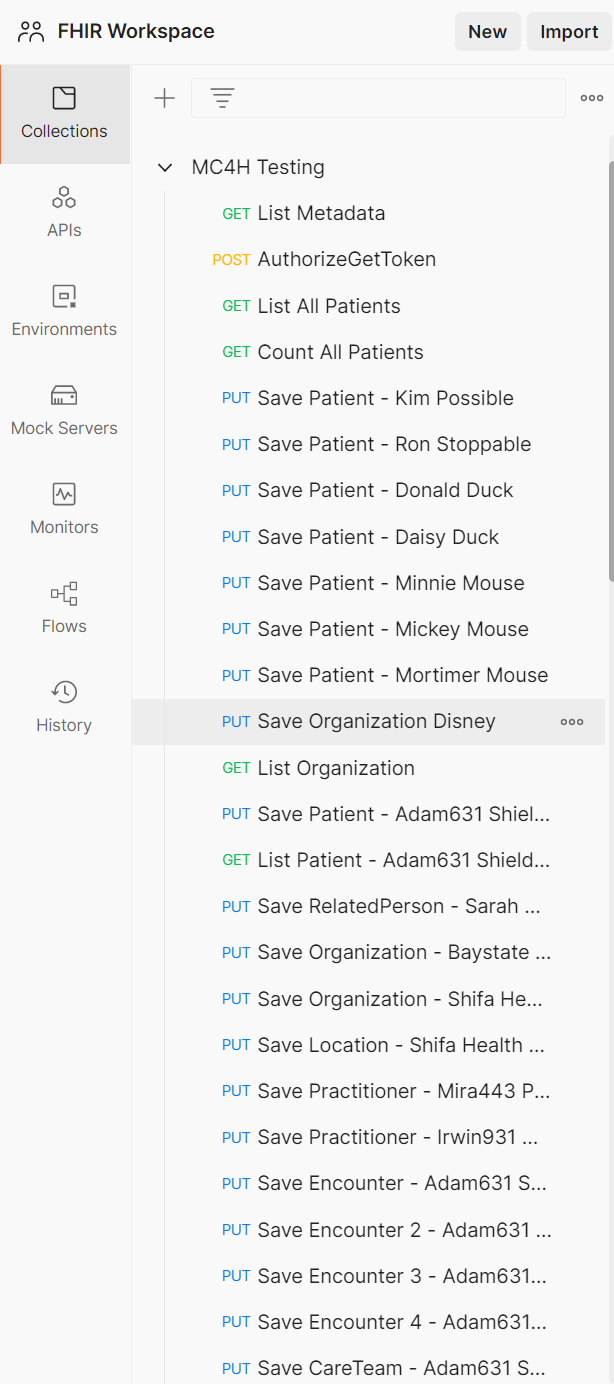 FHIR Workspace
New
Import
Collections
APIs
Environments
Mock Servers
Monitors
Flows
History
MC4H Testing
GET List Metadata
POST AuthorizeGetToken
GET List All Patients
GET Count All Patients
PUT Save Patient - Kim Possible
PUT Save Patient - Ron Stoppable
PUT Save Patient - Donald Duck
PUT Save Patient - Daisy Duck
PUT Save Patient - Minnie Mouse
PUT Save Patient - Mickey Mouse
PUT Save Patient - Mortimer Mouse
PUT Save Organization Disney
GET List Organization
PUT Save Patient - Adam631 Shiel...
GET List Patient - Adam631 Shield...
PUT Save RelatedPerson - Sarah ...
PUT Save Organization - Baystate ...
PUT Save Organization - Shifa He...
PUT Save Location - Shifa Health ...
PUT Save Practitioner - Mira443 P...
PUT Save Practitioner - Irwin931 ...
PUT Save Encounter - Adam631 S...
PUT Save Encounter 2 - Adam631 ...
PUT Save Encounter 3 - Adam631...
PUT Save Encounter 4 - Adam631...
PUT Save CareTeam - Adam631 S...